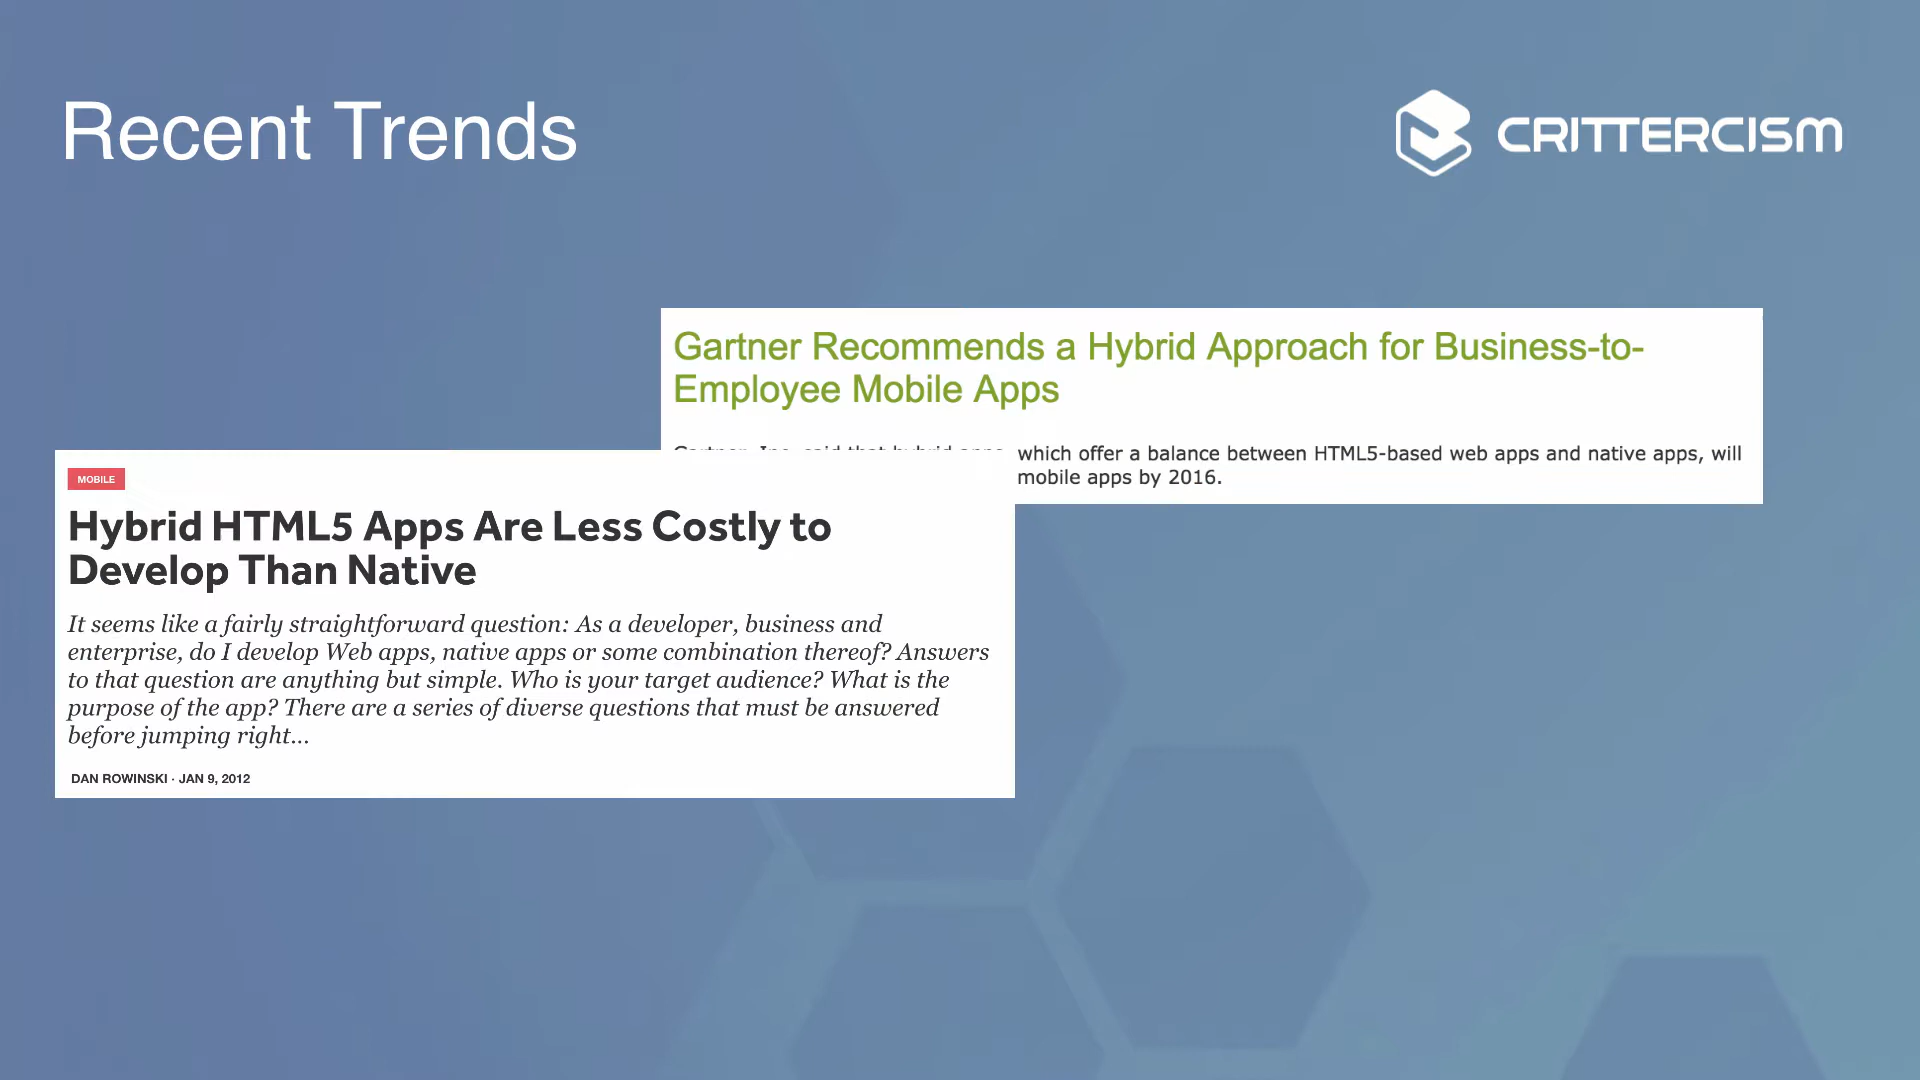 Recent Trends
CRITTERCISM
Gartner Recommends a Hybrid Approach for Business-to-
Employee Mobile Apps
which offer a balance between HTML5-based web apps and native apps, will
mobile apps by 2016.
MOBILE
Hybrid HTML5 Apps Are Less Costly to
Develop Than Native
It seems like a fairly straightforward question: As a developer, business and
enterprise, do I develop Web apps, native apps or some combination thereof? Answers
to that question are anything but simple. Who is your target audience? What is the
purpose of the app? There are a series of diverse questions that must be answered
before jumping right...
DAN ROWINSKI · JAN 9, 2012